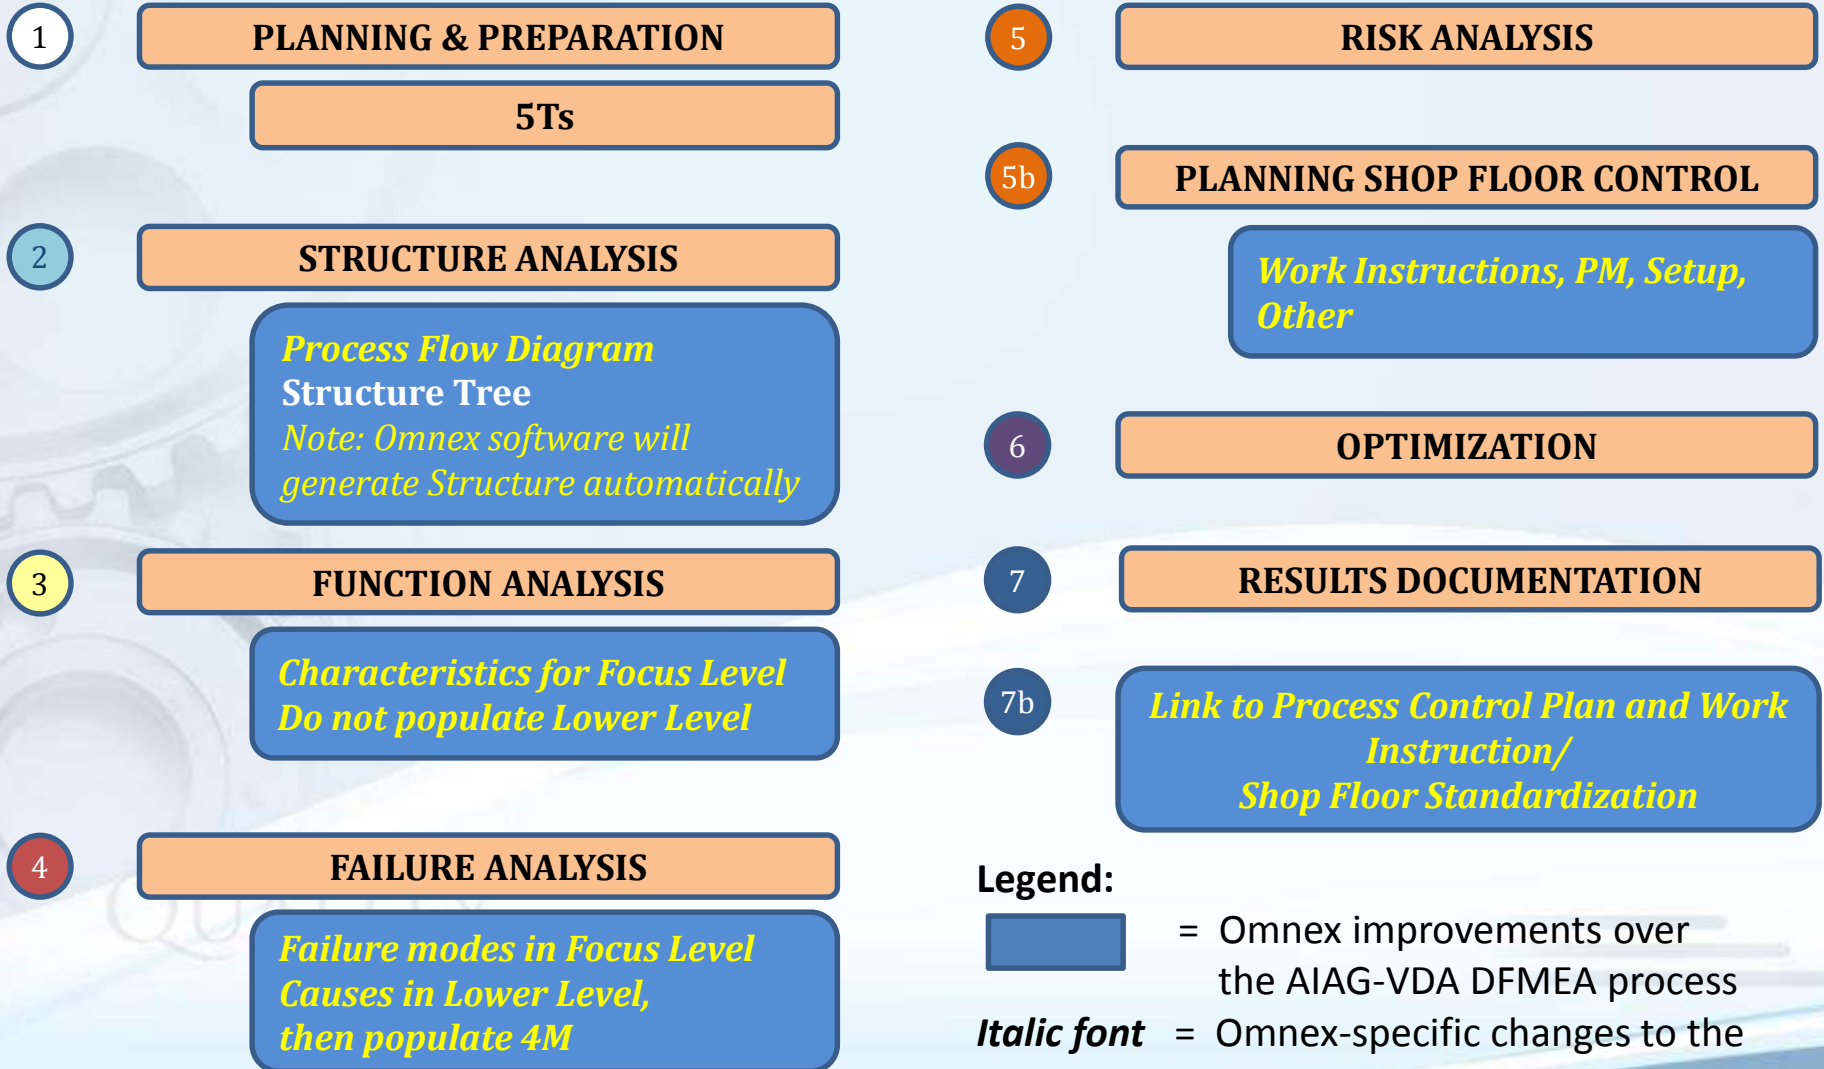 1
PLANNING & PREPARATION
5Ts
2
STRUCTURE ANALYSIS
Process Flow Diagram
Structure Tree
Note: Omnex software will
generate Structure automatically
3
FUNCTION ANALYSIS
Characteristics for Focus Level
Do not populate Lower Level
4
FAILURE ANALYSIS
QUALITY
Failure modes in Focus Level
Causes in Lower Level,
then populate 4M
5
RISK ANALYSIS
5b
PLANNING SHOP FLOOR CONTROL
Work Instructions, PM, Setup,
Other
6
OPTIMIZATION
7
RESULTS DOCUMENTATION
7b
Link to Process Control Plan and Work
Instruction/
Shop Floor Standardization
Legend:
= Omnex improvements over
the AIAG-VDA DFMEA process
Italic font = Omnex-specific changes to the